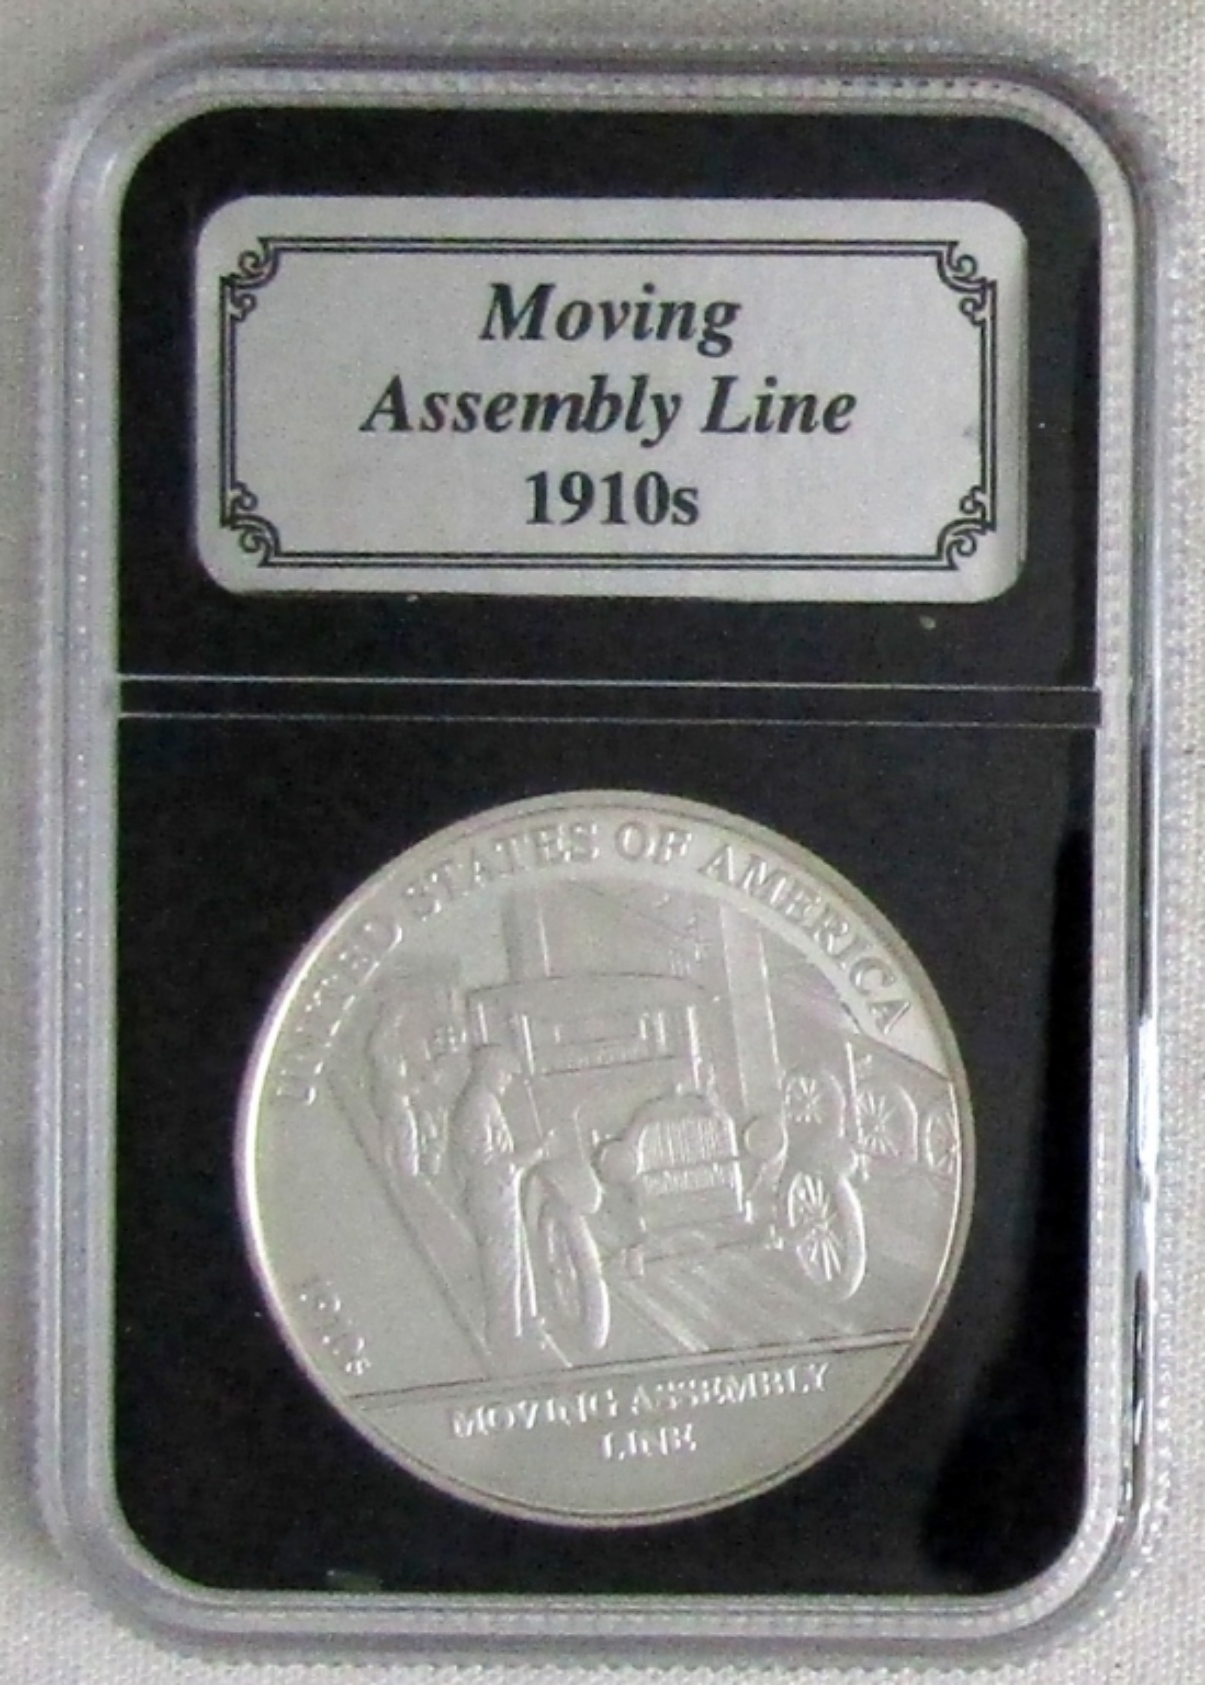 Moving
Assembly Line
1910s
UNITED STATES OF AMERICA
1910s
MOVING ASSEMBLY
LINE